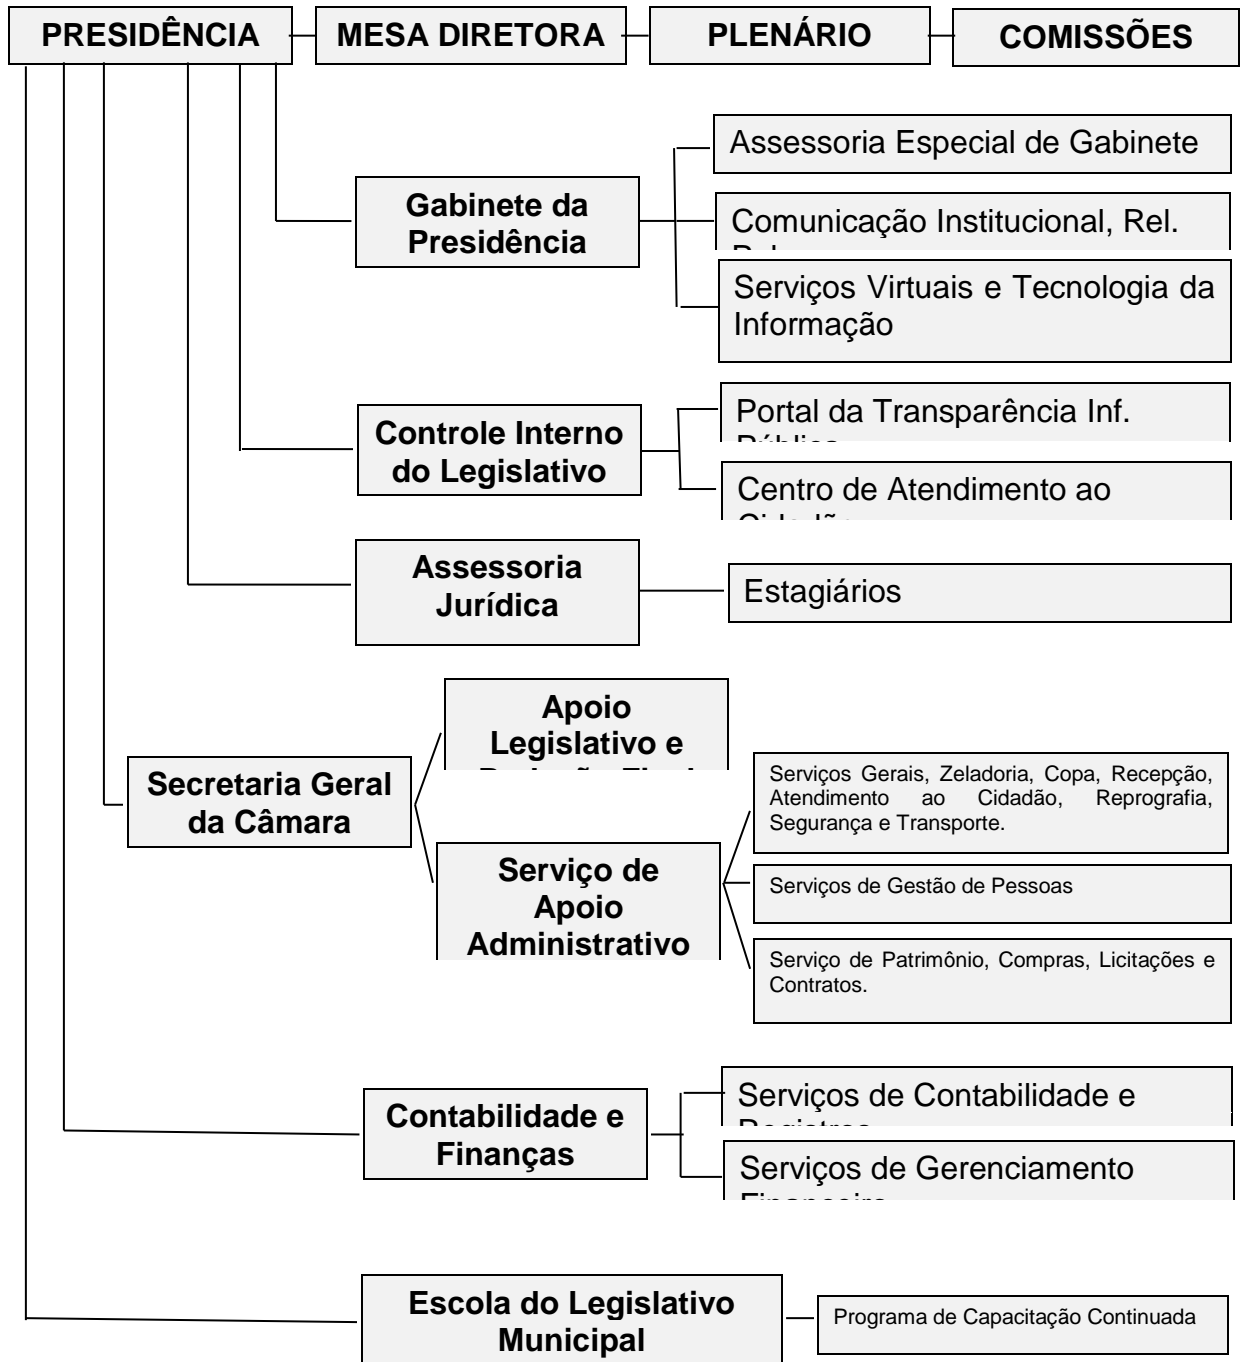 PRESIDÊNCIA
MESA DIRETORA
PLENÁRIO
COMISSÕES
Assessoria Especial de Gabinete
Gabinete da
Presidência
Comunicação Institucional, Rel.
Serviços Virtuais e Tecnologia da
Informação
Controle Interno
do Legislativo
Portal da Transparência Inf.
Centro de Atendimento ao
Assessoria
Jurídica
Estagiários
Secretaria Geral
da Câmara
Apoio
Legislativo e
Serviço de
Apoio
Administrativo
Serviços Gerais, Zeladoria, Copa, Recepção,
Atendimento ao Cidadão, Reprografia,
Segurança e Transporte.
Serviços de Gestão de Pessoas
Serviço de Patrimônio, Compras, Licitações e
Contratos.
Contabilidade e
Finanças
Serviços de Contabilidade e
Serviços de Gerenciamento
Escola do Legislativo
Municipal
Programa de Capacitação Continuada